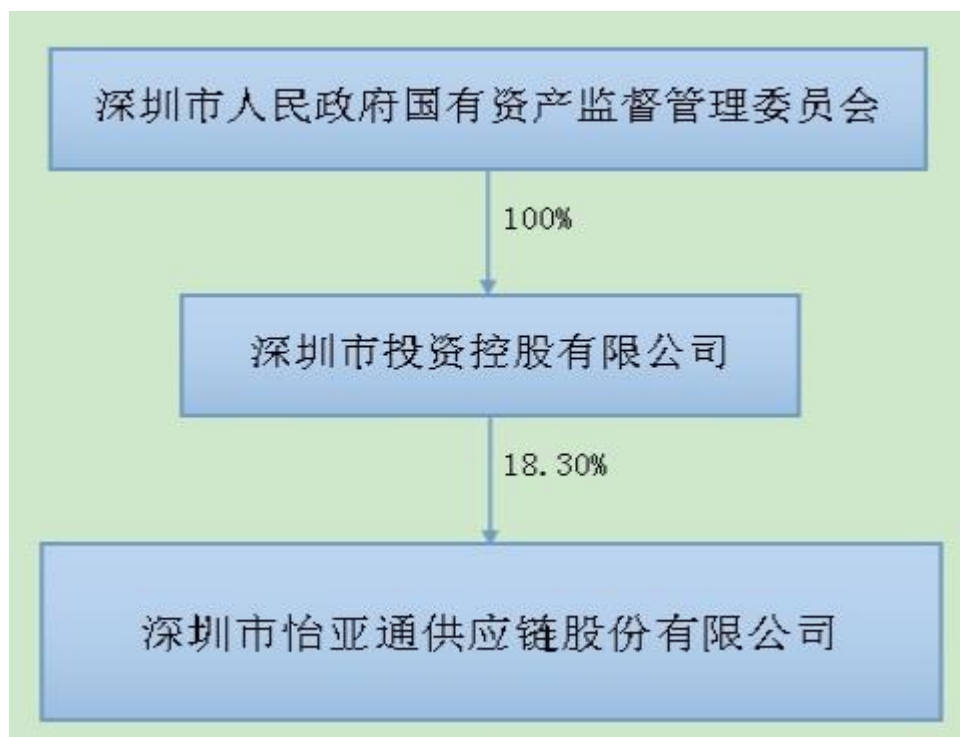 深圳市人民政府国有资产监督管理委员会
100%
深圳市投资控股有限公司
18.30%
深圳市怡亚通供应链股份有限公司